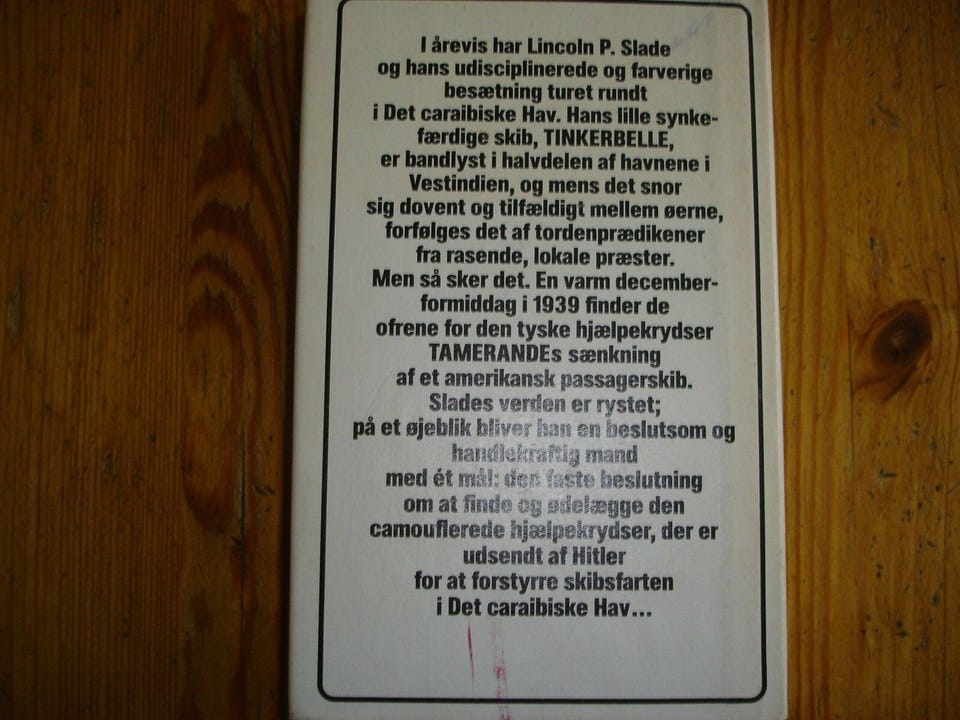 I årevis har Lincoln P. Slade
og hans udisciplinerede og farverige
besætning turet rundt
i Det caraibiske Hav. Hans lille synke-
færdige skib, TINKERBELLE,
er bandlyst i halvdelen af havnene i
Vestindien, og mens det snor
sig dovent og tilfældigt mellem øerne,
forfølges det af tordenprædikener
fra rasende, lokale præster.
Men så sker det. En varm december-
formiddag i 1939 finder de
ofrene for den tyske hjælpekrydser
TAMERANDEs sænkning
af et amerikansk passagerskib.
Slades verden er rystet;
på et øjeblik bliver han en beslutsom og
handlekraftig mand
med ét mål: den faste beslutning
om at finde og ødelægge den
camouflerede hjælpekrydser, der er
udsendt af Hitler
for at forstyrre skibsfarten
i Det caraibiske Hav...